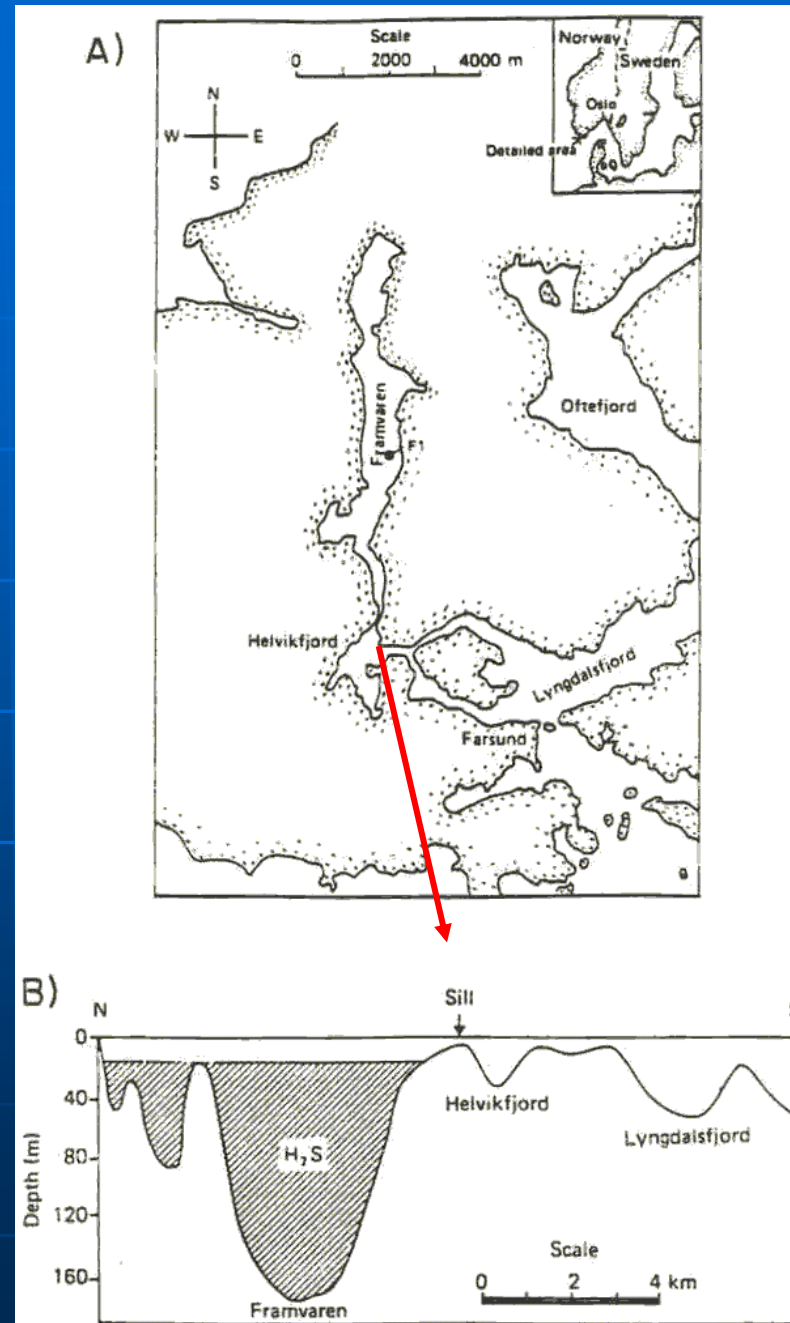 A)
Scale
0 2000 4000 m
N
W E
S
Norway
Sweden
Oslo
Detailed area
Framvaren
F1
Oftefjord
Helvikfjord
Lyngdalsfjord
Farsund
B)
N
Sill
0
40
80
120
160
Depth (m)
H₂S
Helvikfjord
Lyngdalsfjord
Scale
0 2 4 km
Framvaren